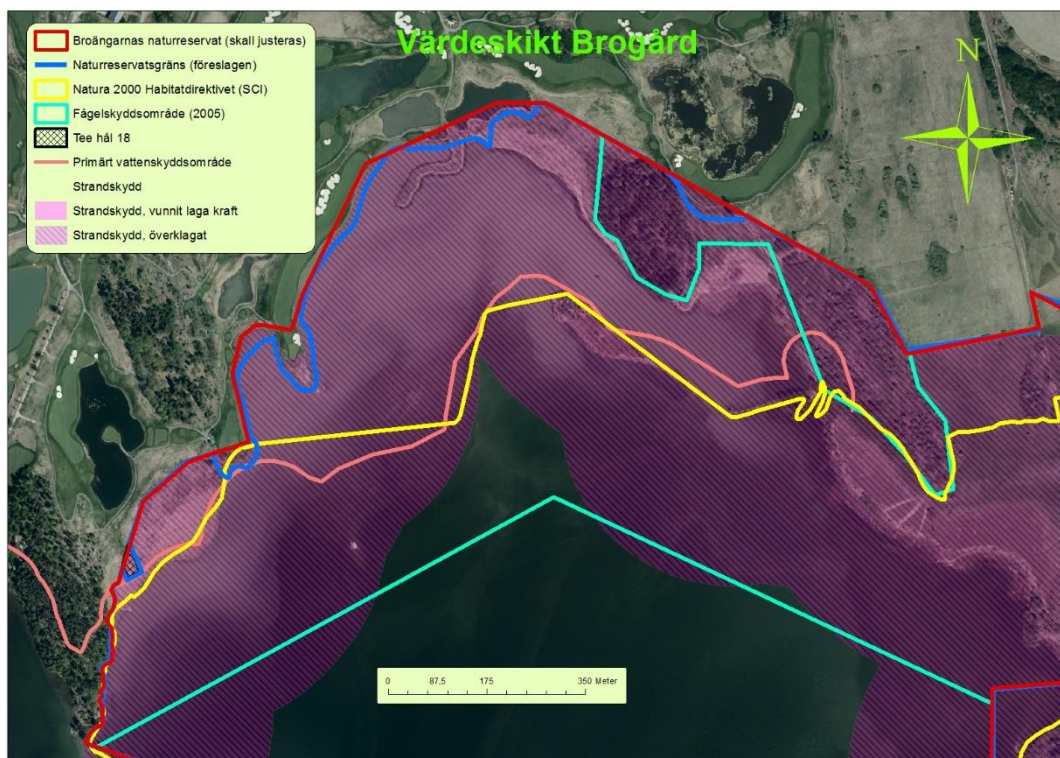 Värdeskikt Brogård
Broängarnas naturreservat (skall justeras)
Naturreservatsgräns (föreslagen)
Natura 2000 Habitatdirektivet (SCI)
Fågelskyddsområde (2005)
Tee hål 18
Primärt vattenskyddsområde
Strandskydd
Strandskydd, vunnit laga kraft
Strandskydd, överklagat
N
0 87,5 175 350 Meter